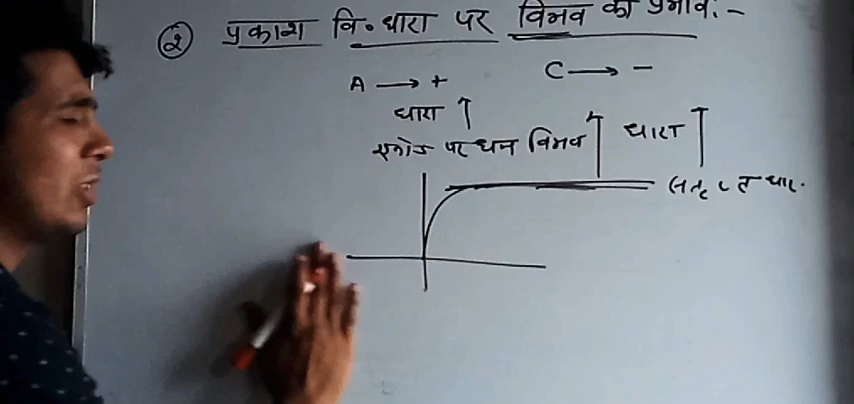 ② प्रकाश वि॰ धारा पर विभव का प्रभाव :-
A ⟶ + C ⟶ -
धारा ↑
एनोड पर धन विभव ↑ धारा ↑
संतृप्त धारा